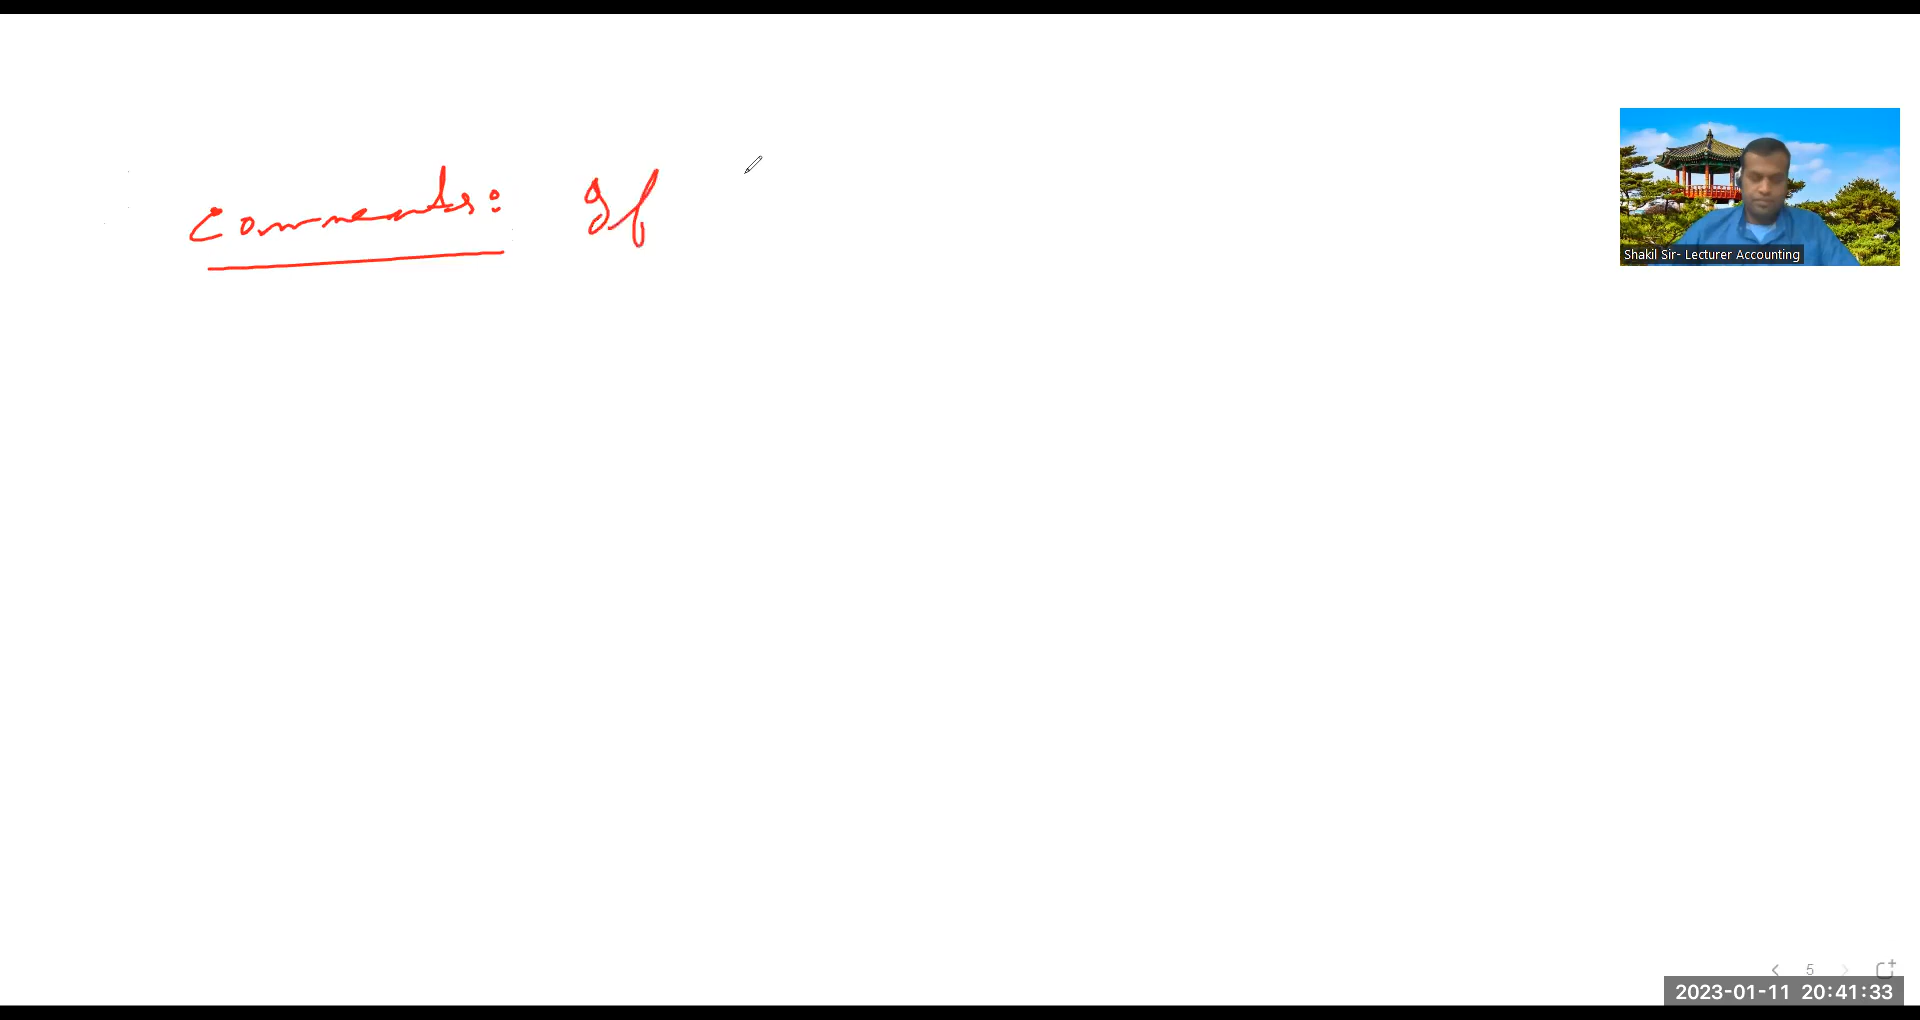 Comments: If
Shakil Sir- Lecturer Accounting
5
2023-01-11 20:41:33